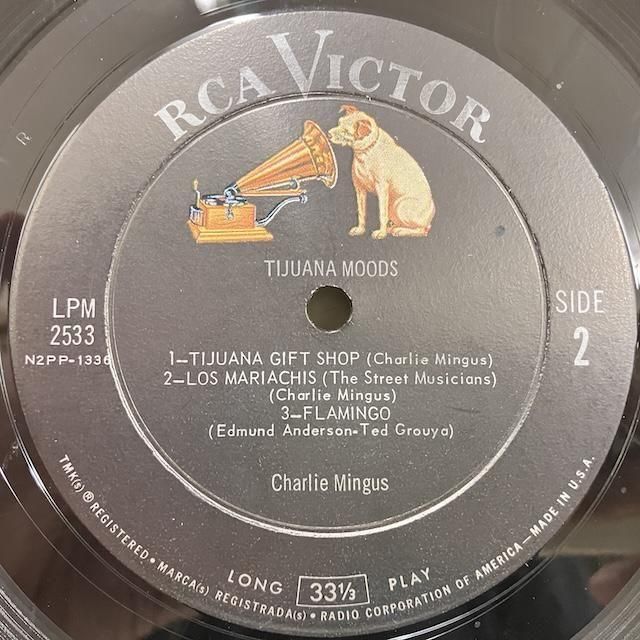 RCA VICTOR
TIJUANA MOODS
LPM
2533
N2PP-1336
SIDE
2
1—TIJUANA GIFT SHOP (Charlie Mingus)
2—LOS MARIACHIS (The Street Musicians)
(Charlie Mingus)
3—FLAMINGO
(Edmund Anderson-Ted Grouya)
Charlie Mingus
LONG 33⅓ PLAY
TMK(s) ® REGISTERED • MARCA(s) REGISTRADA(s) • RADIO CORPORATION OF AMERICA—MADE IN U.S.A.
R